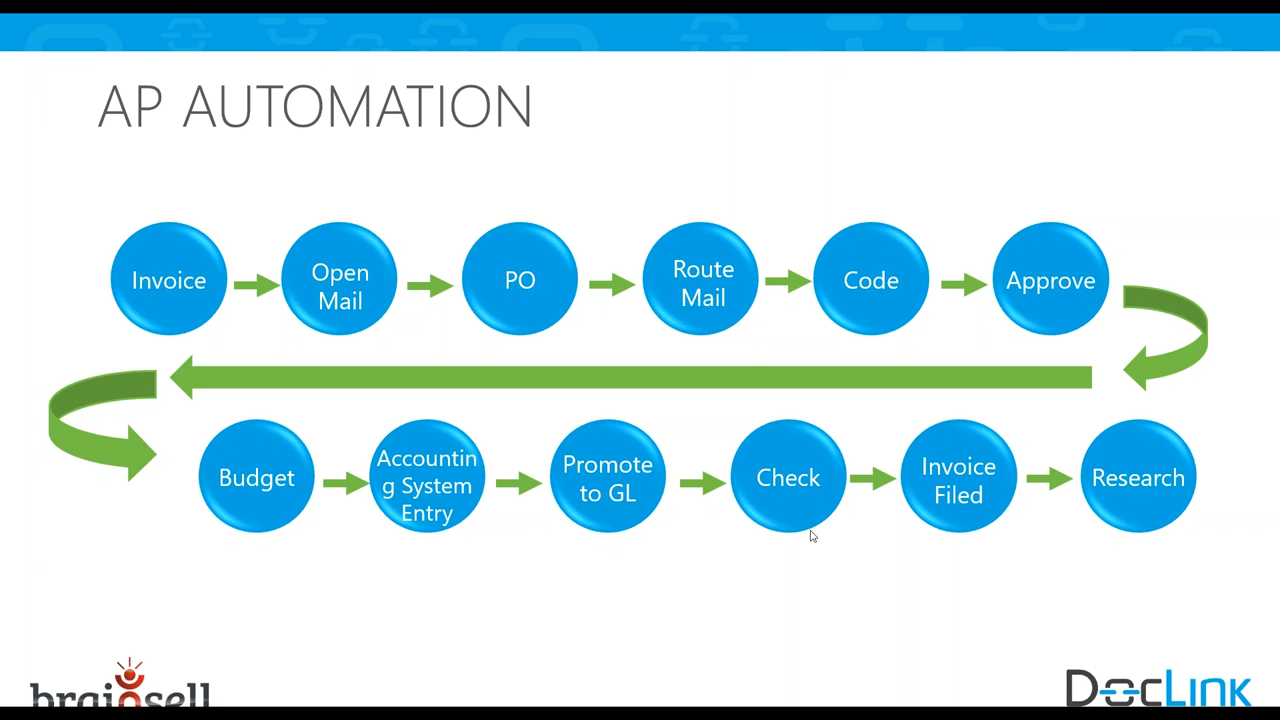 AP AUTOMATION
Invoice
Open
Mail
PO
Route
Mail
Code
Approve
Budget
Accountin
g System
Entry
Promote
to GL
Check
Invoice
Filed
Research
brainsell
DocLink